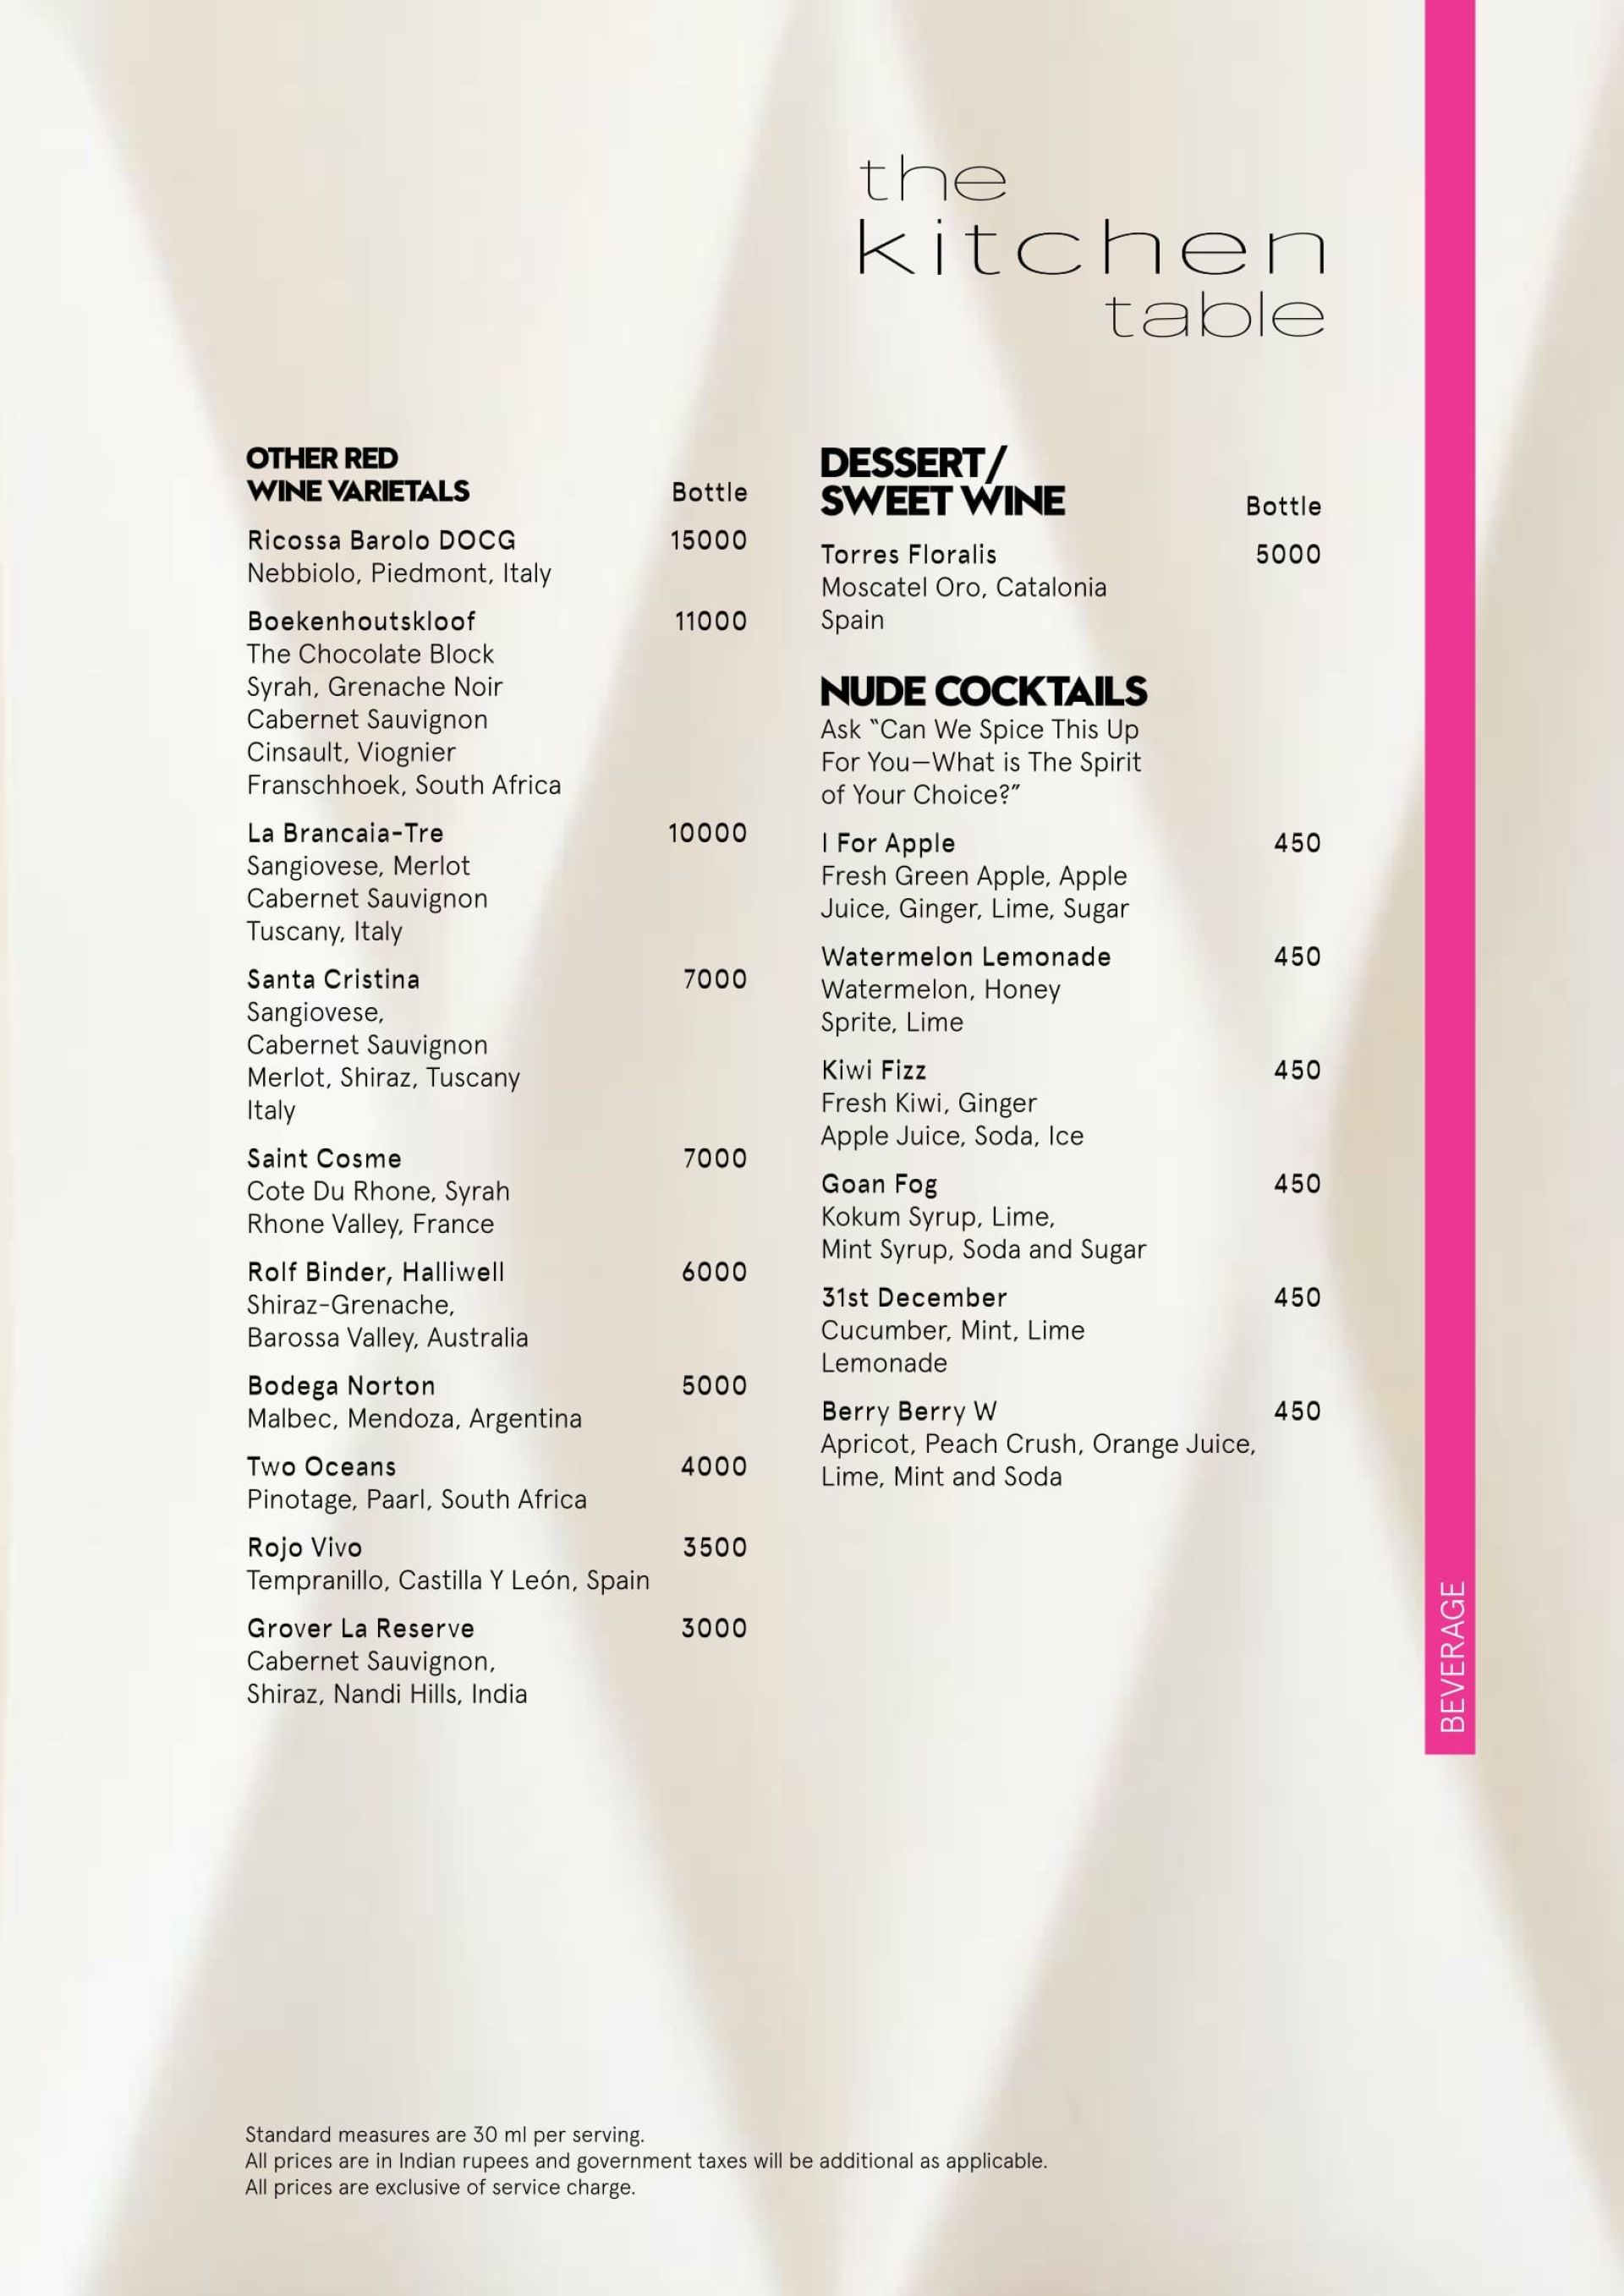 the
kitchen
table
OTHER RED
WINE VARIETALS Bottle
Ricossa Barolo DOCG 15000
Nebbiolo, Piedmont, Italy
Boekenhoutskloof 11000
The Chocolate Block
Syrah, Grenache Noir
Cabernet Sauvignon
Cinsault, Viognier
Franschhoek, South Africa
La Brancaia-Tre 10000
Sangiovese, Merlot
Cabernet Sauvignon
Tuscany, Italy
Santa Cristina 7000
Sangiovese,
Cabernet Sauvignon
Merlot, Shiraz, Tuscany
Italy
Saint Cosme 7000
Cote Du Rhone, Syrah
Rhone Valley, France
Rolf Binder, Halliwell 6000
Shiraz-Grenache,
Barossa Valley, Australia
Bodega Norton 5000
Malbec, Mendoza, Argentina
Two Oceans 4000
Pinotage, Paarl, South Africa
Rojo Vivo 3500
Tempranillo, Castilla Y León, Spain
Grover La Reserve 3000
Cabernet Sauvignon,
Shiraz, Nandi Hills, India
DESSERT/
SWEET WINE Bottle
Torres Floralis 5000
Moscatel Oro, Catalonia
Spain
NUDE COCKTAILS
Ask “Can We Spice This Up
For You—What is The Spirit
of Your Choice?”
I For Apple 450
Fresh Green Apple, Apple
Juice, Ginger, Lime, Sugar
Watermelon Lemonade 450
Watermelon, Honey
Sprite, Lime
Kiwi Fizz 450
Fresh Kiwi, Ginger
Apple Juice, Soda, Ice
Goan Fog 450
Kokum Syrup, Lime,
Mint Syrup, Soda and Sugar
31st December 450
Cucumber, Mint, Lime
Lemonade
Berry Berry W 450
Apricot, Peach Crush, Orange Juice,
Lime, Mint and Soda
BEVERAGE
Standard measures are 30 ml per serving.
All prices are in Indian rupees and government taxes will be additional as applicable.
All prices are exclusive of service charge.